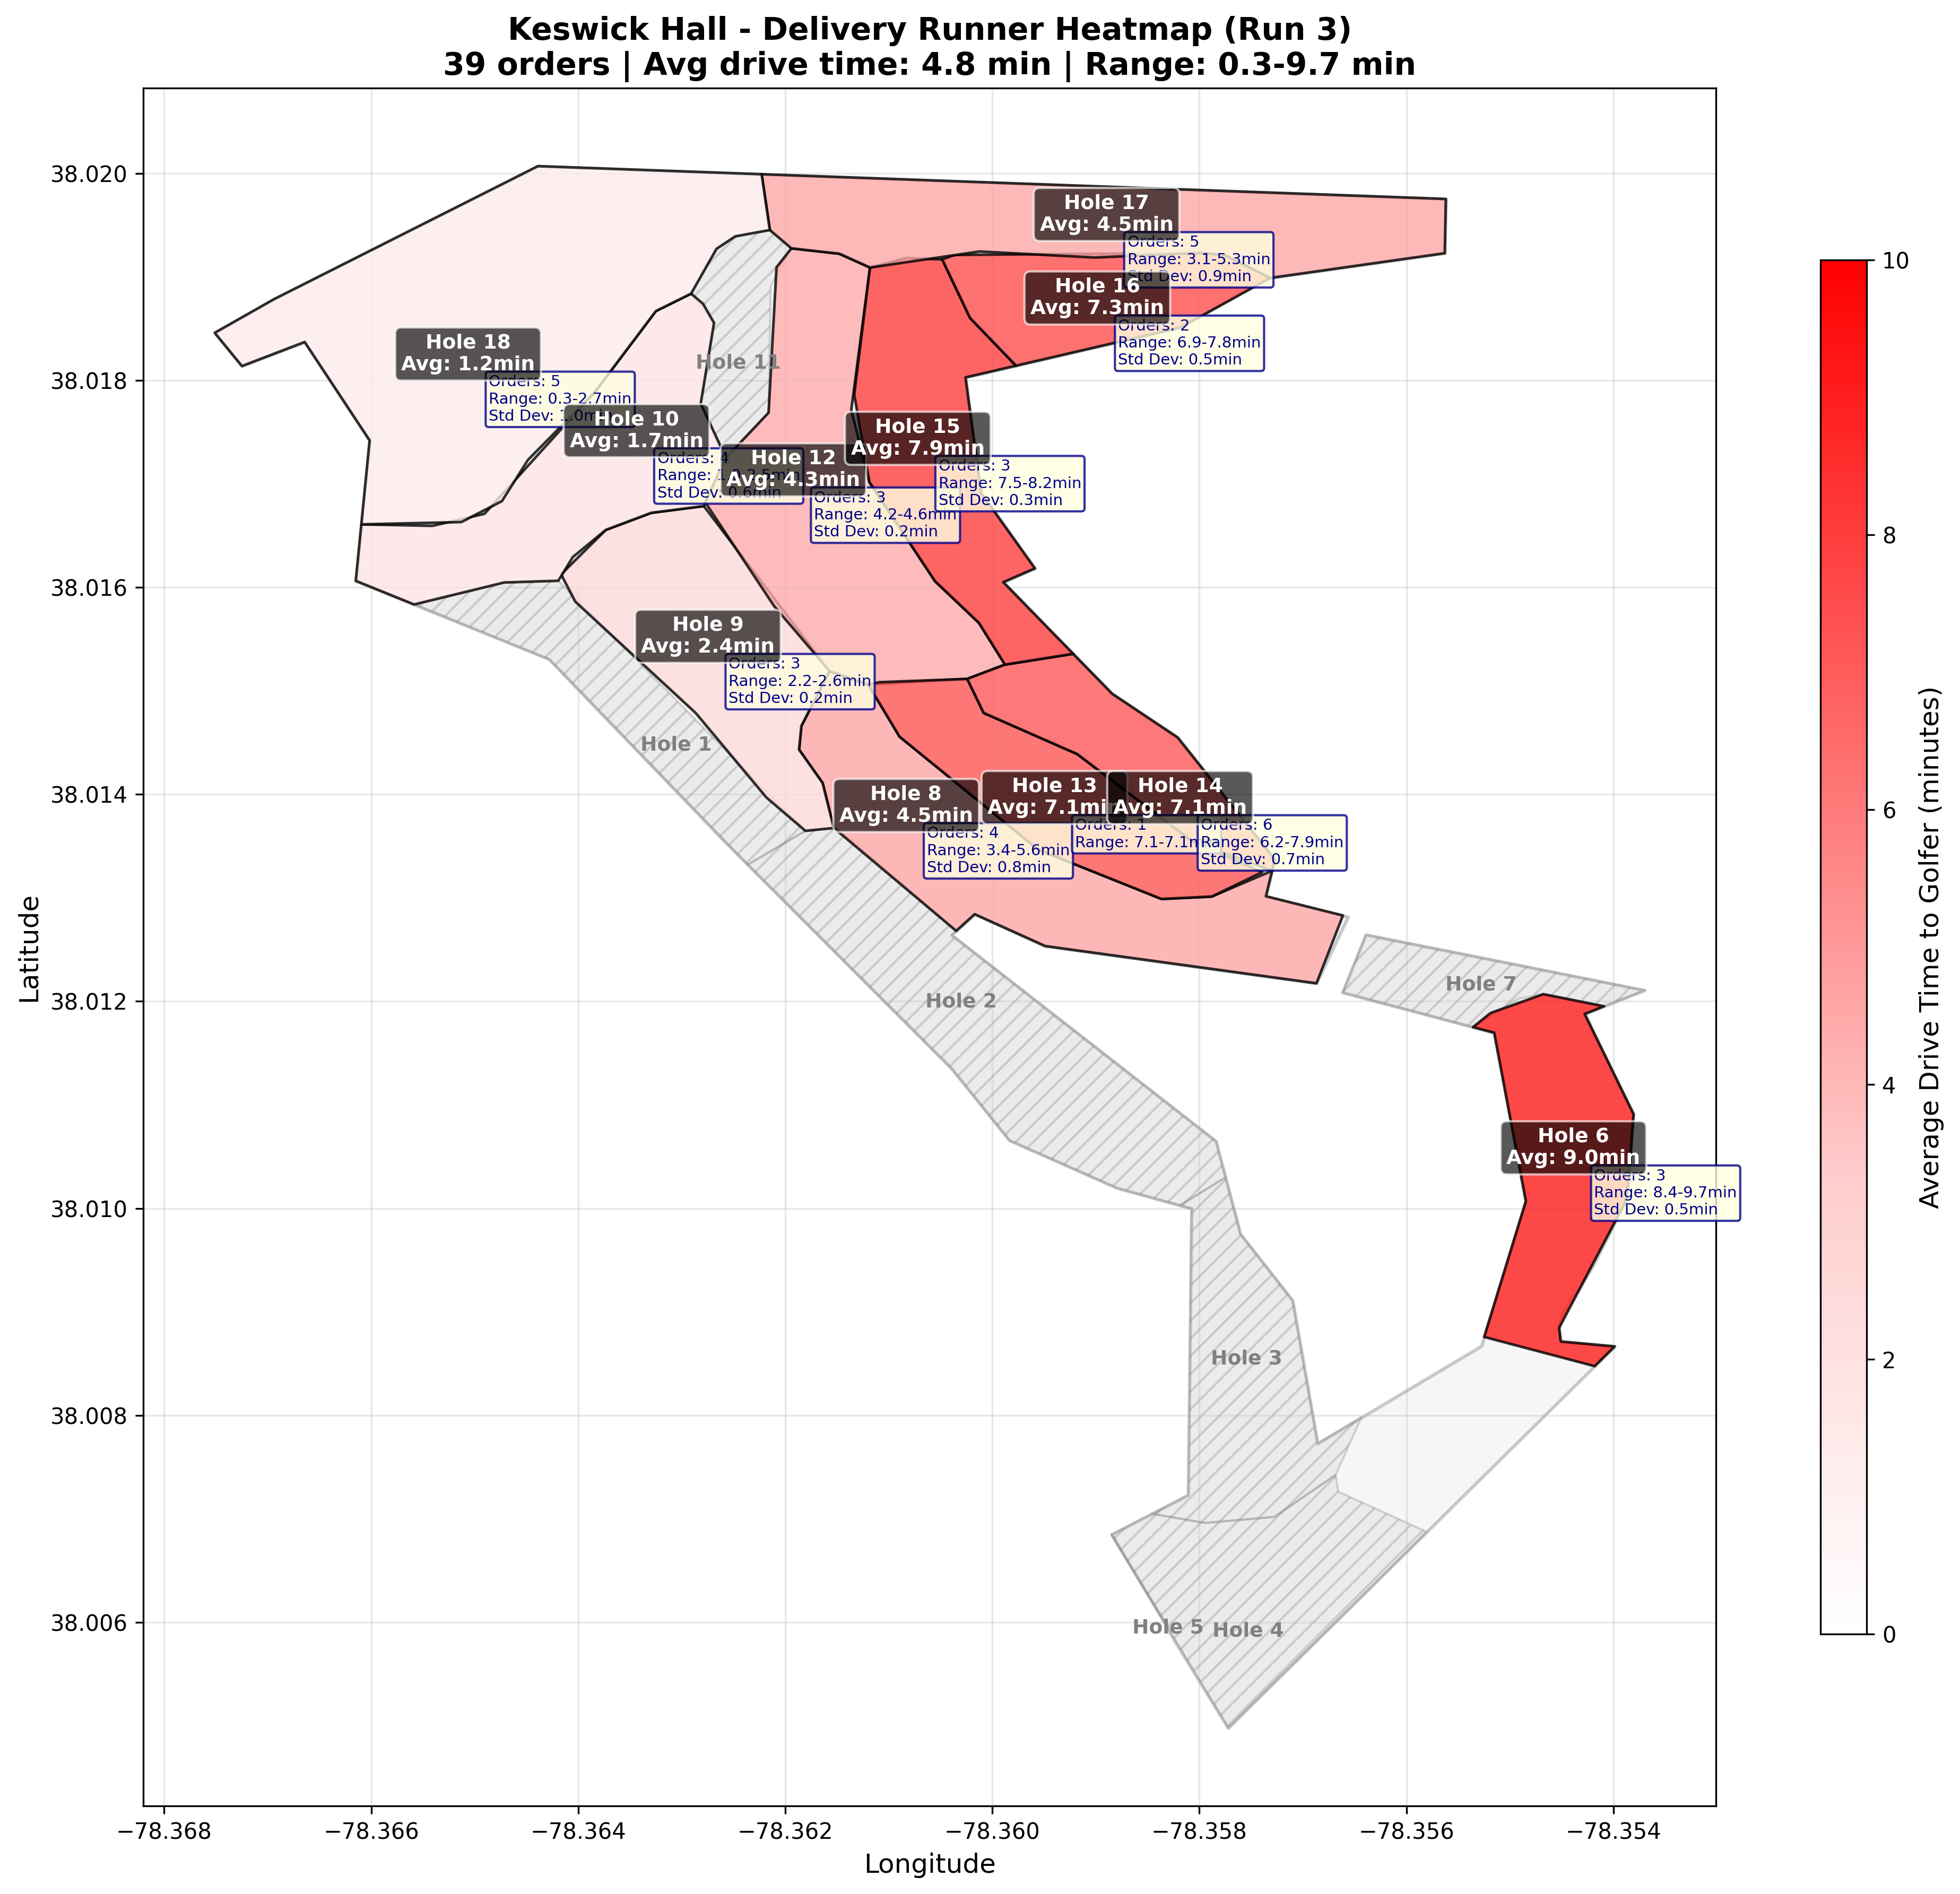 Keswick Hall - Delivery Runner Heatmap (Run 3)
39 orders | Avg drive time: 4.8 min | Range: 0.3-9.7 min
Hole 17
Avg: 4.5min
Orders: 5
Range: 3.1-5.3min
Std Dev: 0.9min
Hole 16
Avg: 7.3min
Orders: 2
Range: 6.9-7.8min
Std Dev: 0.5min
Hole 18
Avg: 1.2min
Orders: 5
Range: 0.3-2.7min
Std Dev: 1.0min
Hole 11
Hole 10
Avg: 1.7min
Orders: 4
Range:
Std Dev: 0.6min
Hole 12
Avg: 4.3min
Orders: 3
Range: 4.2-4.6min
Std Dev: 0.2min
Hole 15
Avg: 7.9min
Orders: 3
Range: 7.5-8.2min
Std Dev: 0.3min
Hole 9
Avg: 2.4min
Orders: 3
Range: 2.2-2.6min
Std Dev: 0.2min
Hole 1
Hole 8
Avg: 4.5min
Orders: 4
Range: 3.4-5.6min
Std Dev: 0.8min
Hole 13
Avg: 7.1min
Orders: 1
Range: 7.1-7.1m
Hole 14
Avg: 7.1min
Orders: 6
Range: 6.2-7.9min
Std Dev: 0.7min
Hole 2
Hole 7
Hole 6
Avg: 9.0min
Orders: 3
Range: 8.4-9.7min
Std Dev: 0.5min
Hole 3
Hole 5
Hole 4
38.020
38.018
38.016
38.014
38.012
38.010
38.008
38.006
Latitude
−78.368
−78.366
−78.364
−78.362
−78.360
−78.358
−78.356
−78.354
Longitude
10
8
6
4
2
0
Average Drive Time to Golfer (minutes)